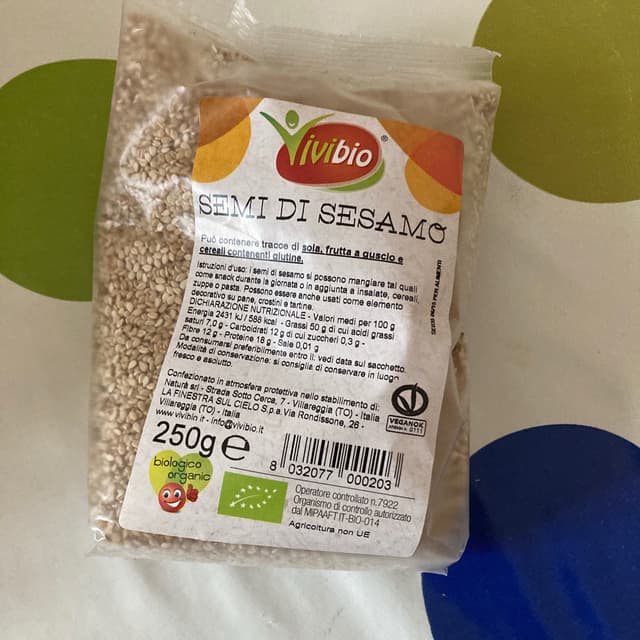 Vivibio®
SEMI DI SESAMO
Può contenere tracce di soia, frutta a guscio e
cereali contenenti glutine.
Istruzioni d'uso: i semi di sesamo si possono mangiare tal quali
come snack durante la giornata o in aggiunta a insalate, cereali,
zuppe o pasta. Possono essere anche usati come elemento
decorativo su pane, crostini e tartine.
DICHIARAZIONE NUTRIZIONALE - Valori medi per 100 g
Energia 2431 kJ / 588 kcal - Grassi 50 g di cui acidi grassi
saturi 7,0 g - Carboidrati 12 g di cui zuccheri 0,3 g -
Fibre 12 g - Proteine 18 g - Sale 0,01 g
Da consumarsi preferibilmente entro il: vedi data sul sacchetto.
Modalità di conservazione: si consiglia di conservare in luogo
fresco e asciutto.
Confezionato in atmosfera protettiva nello stabilimento di:
Naturà srl - Strada Sotto Cerca, 7 - Villareggia (TO) - Italia
LA FINESTRA SUL CIELO S.p.a. Via Rondissone, 26 -
Villareggia (TO) - Italia
www.vivibio.it - info@vivibio.it
VEGANOK
0111
250g e
8 032077 000203
biologico
organic
Operatore controllato n.7922
Organismo di controllo autorizzato
dal MIPAAFT IT-BIO-014
Agricoltura non UE